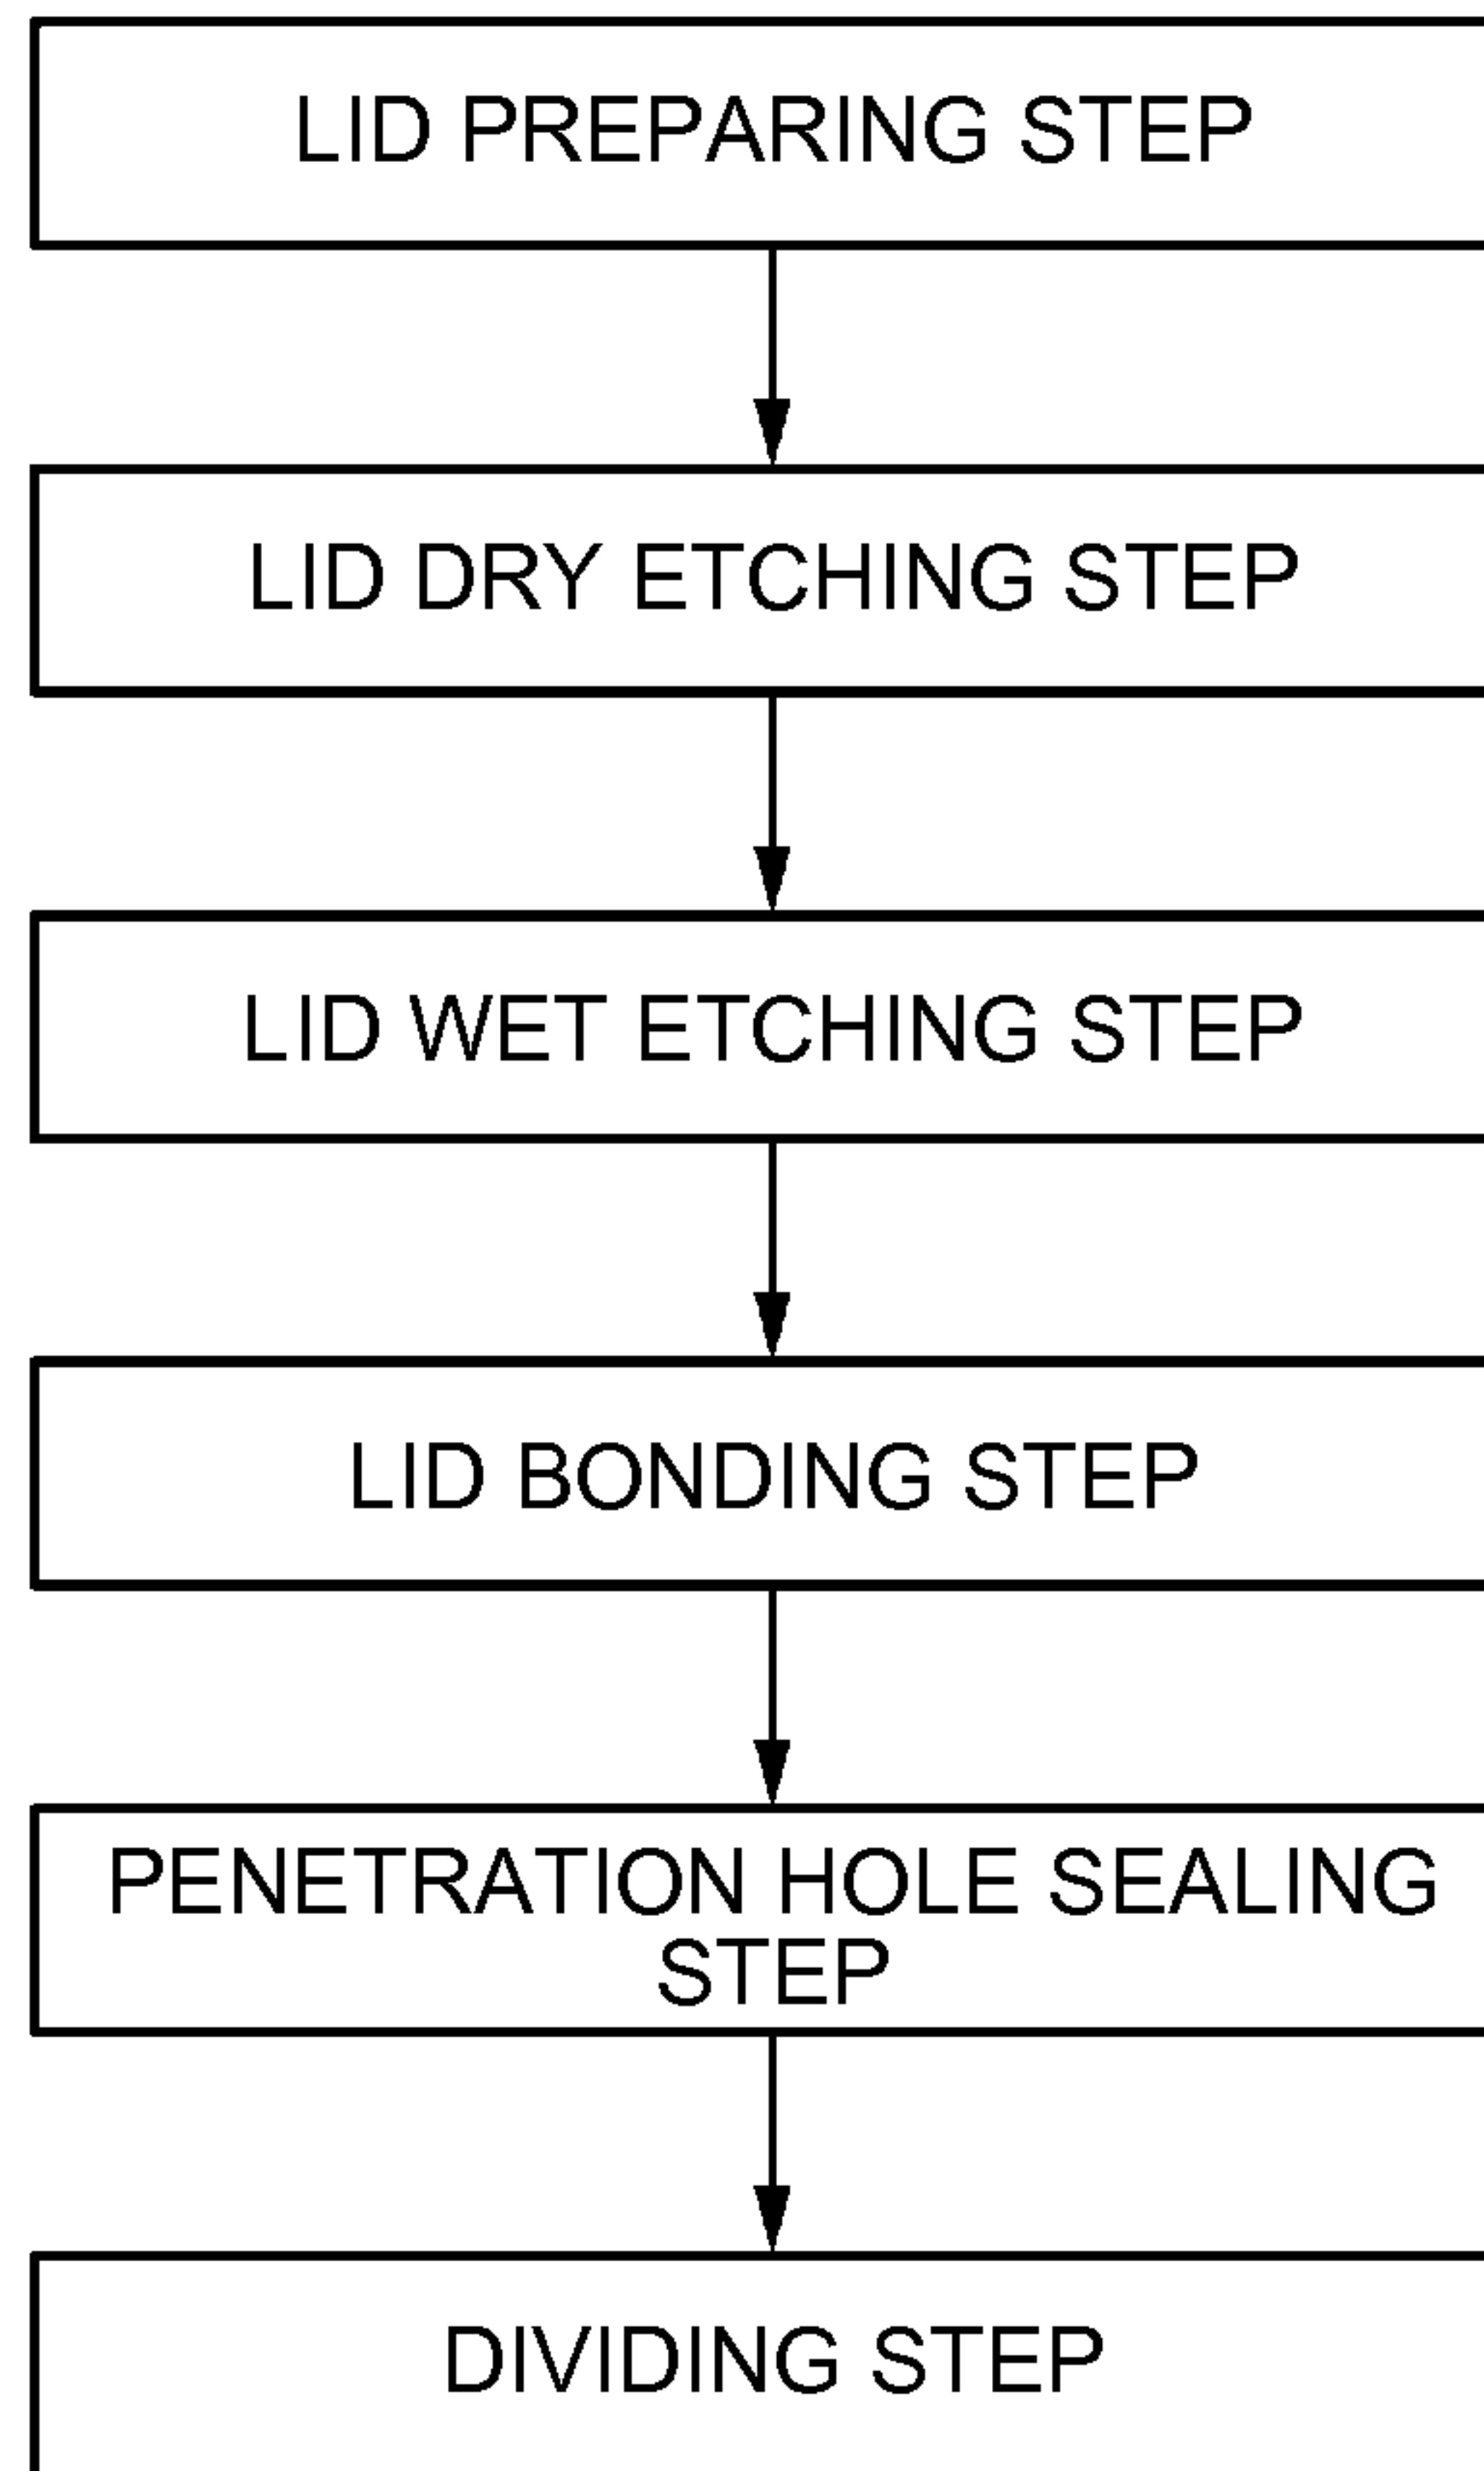 LID PREPARING STEP
LID DRY ETCHING STEP
LID WET ETCHING STEP
LID BONDING STEP
PENETRATION HOLE SEALING
STEP
DIVIDING STEP